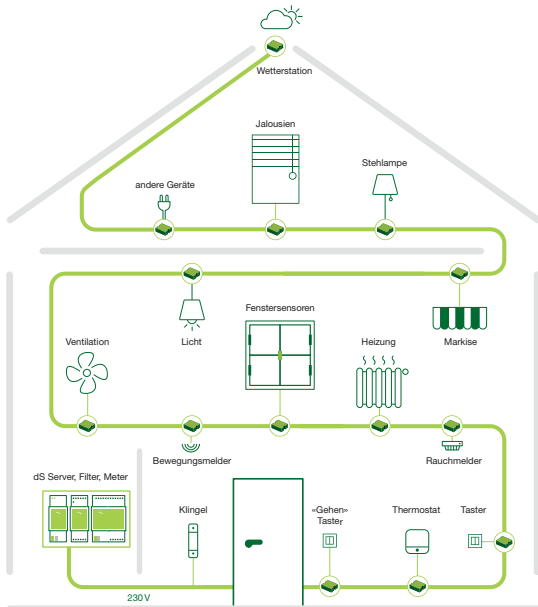 Wetterstation
Jalousien
Stehlampe
andere Geräte
Fenstersensoren
Ventilation
Licht
Heizung
Markise
Bewegungsmelder
Rauchmelder
dS Server, Filter, Meter
Klingel
«Gehen»
Taster
Thermostat
Taster
230 V